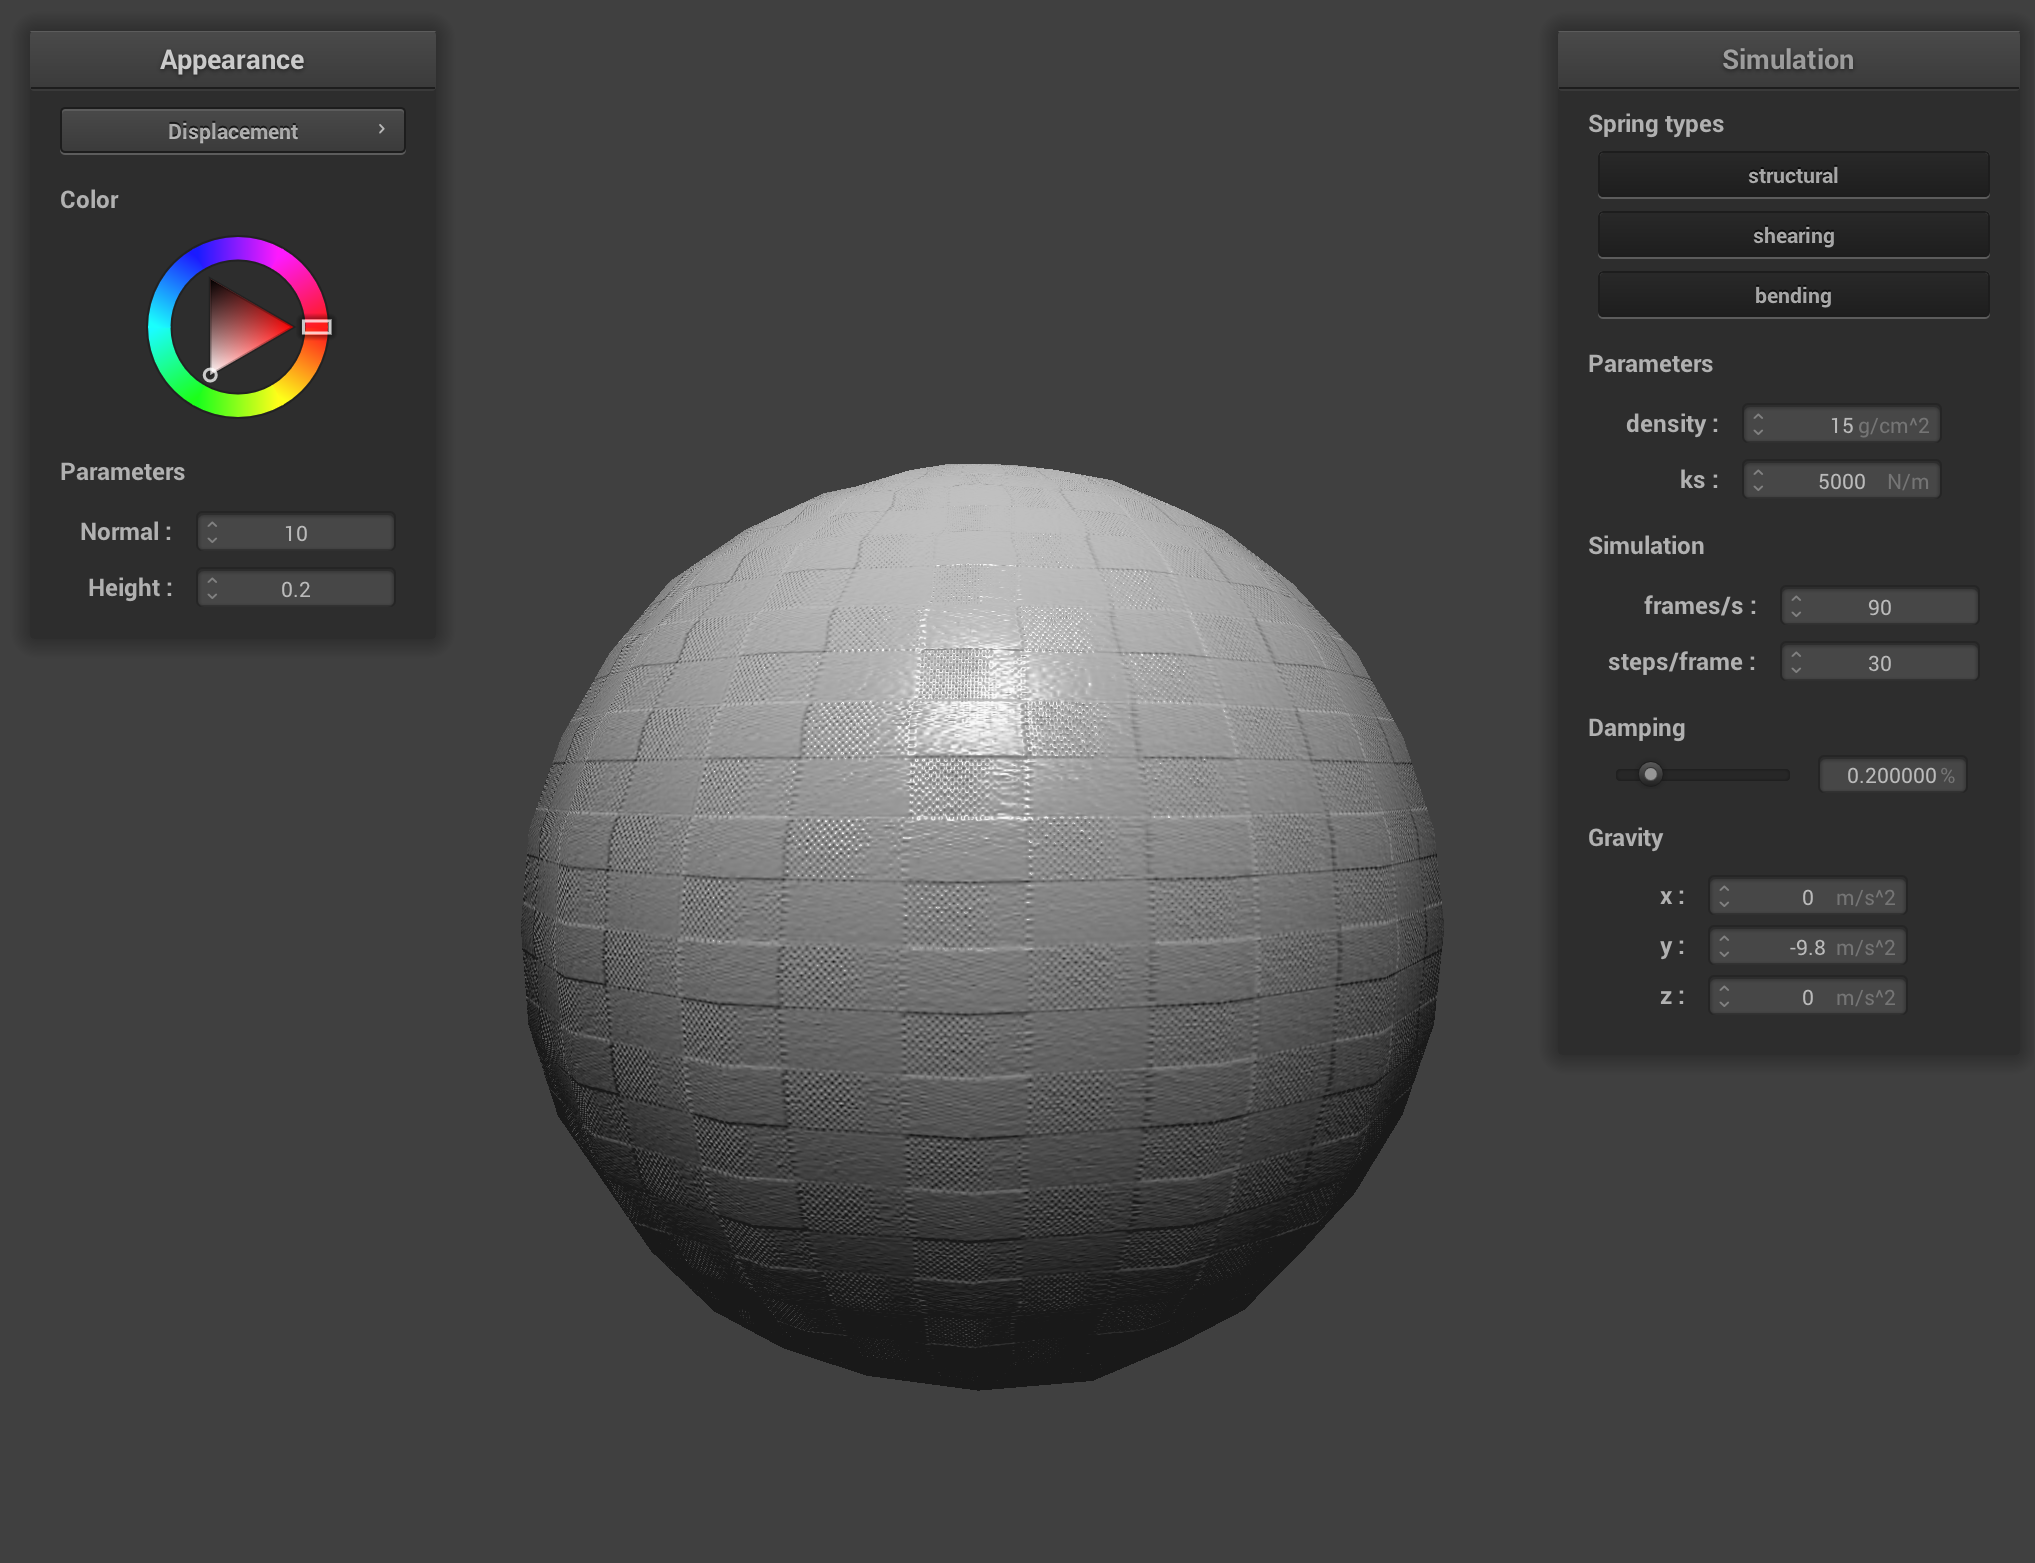 Appearance
Displacement
Color
Parameters
Normal : 10
Height : 0.2
Simulation
Spring types
structural
shearing
bending
Parameters
density : 15 g/cm^2
ks : 5000 N/m
Simulation
frames/s : 90
steps/frame : 30
Damping
0.200000 %
Gravity
x : 0 m/s^2
y : -9.8 m/s^2
z : 0 m/s^2